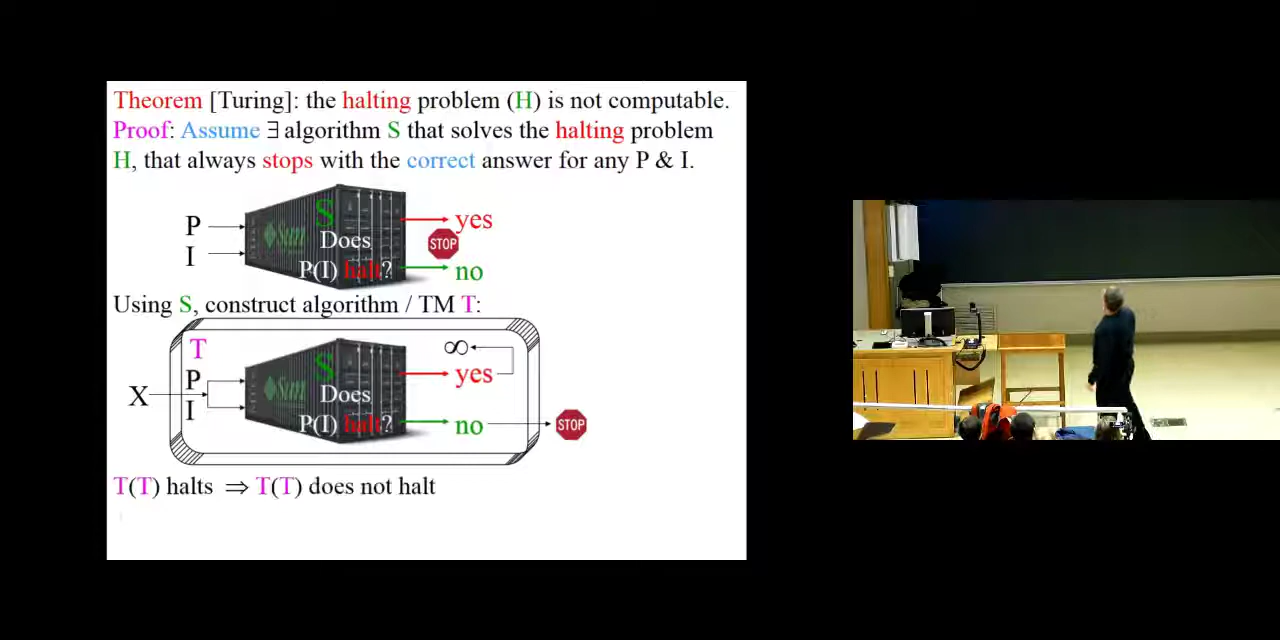 Theorem [Turing]: the halting problem (H) is not computable.
Proof: Assume ∃ algorithm S that solves the halting problem
H, that always stops with the correct answer for any P & I.
P
I
Sun
S
Does
P(I) halt?
yes
STOP
no
Using S, construct algorithm / TM T:
X
T
P
I
Sun
S
Does
P(I) halt?
∞
yes
no
STOP
T(T) halts ⇒ T(T) does not halt